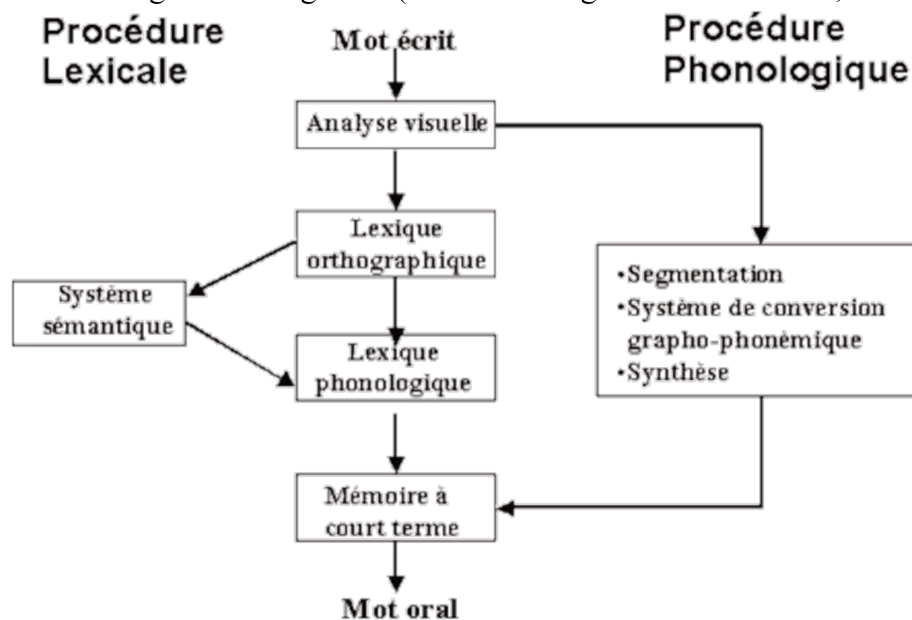 Procédure
Lexicale
Mot écrit
Procédure
Phonologique
Analyse visuelle
Lexique
orthographique
Système
sémantique
•Segmentation
•Système de conversion
grapho-phonémique
•Synthèse
Lexique
phonologique
Mémoire à
court terme
Mot oral